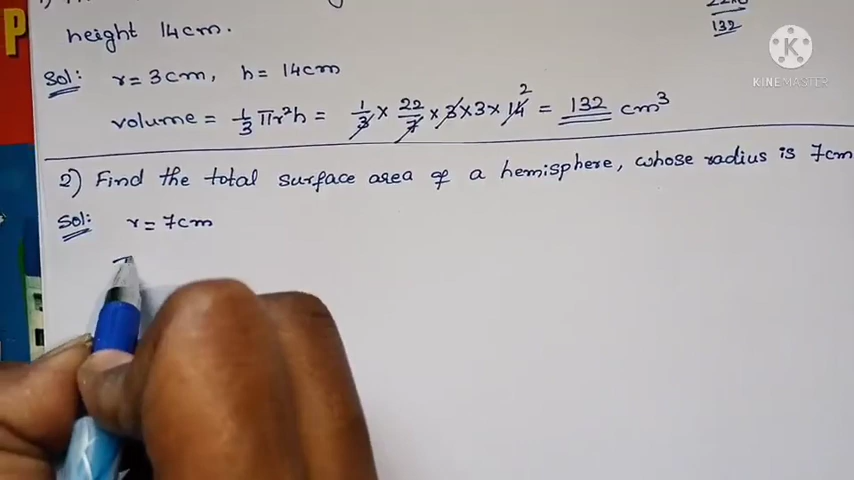 height 14cm.
132
Sol: r = 3cm, h = 14cm
volume = 1/3 πr²h = 1/3 × 22/7 × 3 × 3 × 14 2 = 132 cm³
2) Find the total surface area of a hemisphere, whose radius is 7cm
Sol: r = 7cm
P
K
KINEMASTER